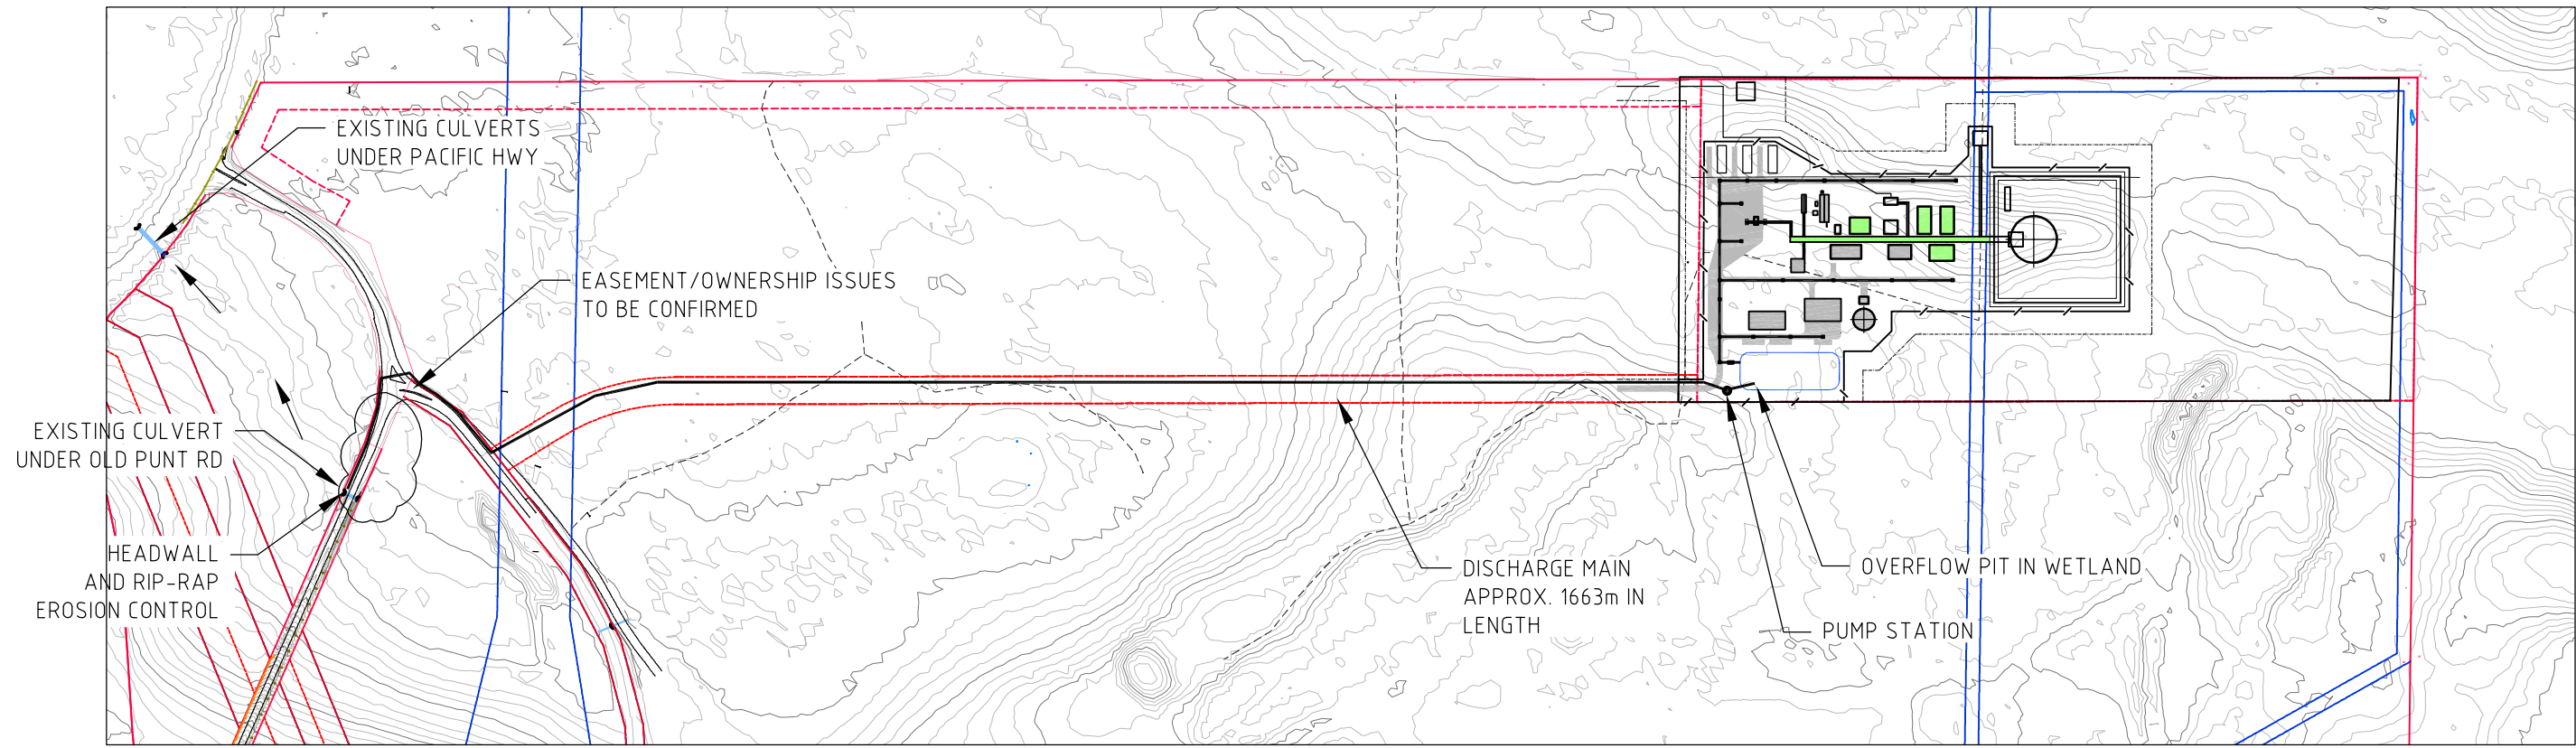 EXISTING CULVERTS
UNDER PACIFIC HWY
EASEMENT/OWNERSHIP ISSUES
TO BE CONFIRMED
EXISTING CULVERT
UNDER OLD PUNT RD
HEADWALL
AND RIP-RAP
EROSION CONTROL
DISCHARGE MAIN
APPROX. 1663m IN
LENGTH
OVERFLOW PIT IN WETLAND
PUMP STATION